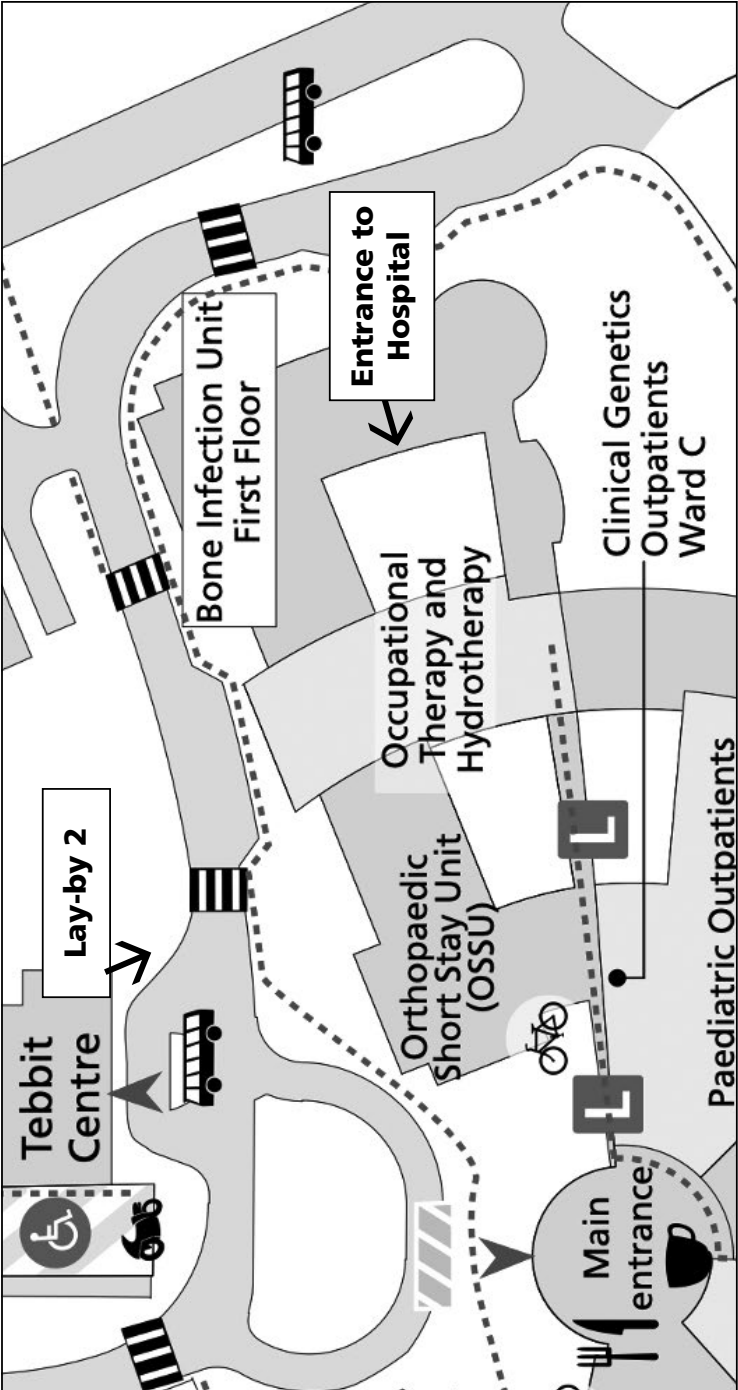 Entrance to
Hospital
Bone Infection Unit
First Floor
Clinical Genetics
Outpatients
Ward C
Occupational
Therapy and
Hydrotherapy
Lay-by 2
Orthopaedic
Short Stay Unit
(OSSU)
Paediatric Outpatients
Tebbit
Centre
L
L
Main
entrance